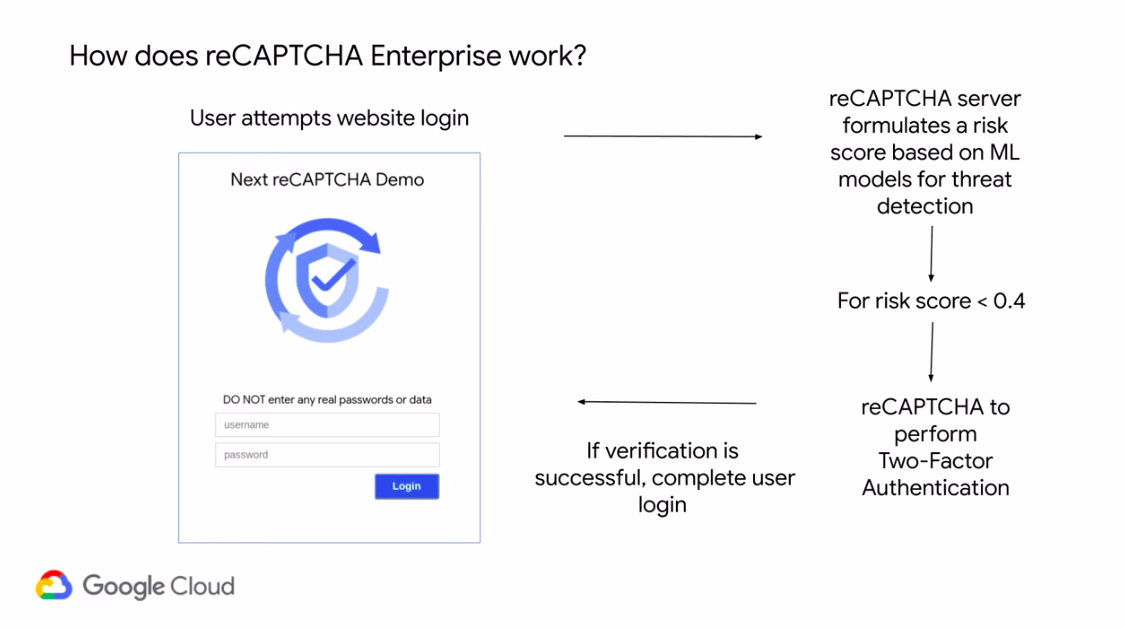 How does reCAPTCHA Enterprise work?
User attempts website login
Next reCAPTCHA Demo
DO NOT enter any real passwords or data
username
password
Login
reCAPTCHA server
formulates a risk
score based on ML
models for threat
detection
For risk score < 0.4
reCAPTCHA to
perform
Two-Factor
Authentication
If verification is
successful, complete user
login
Google Cloud